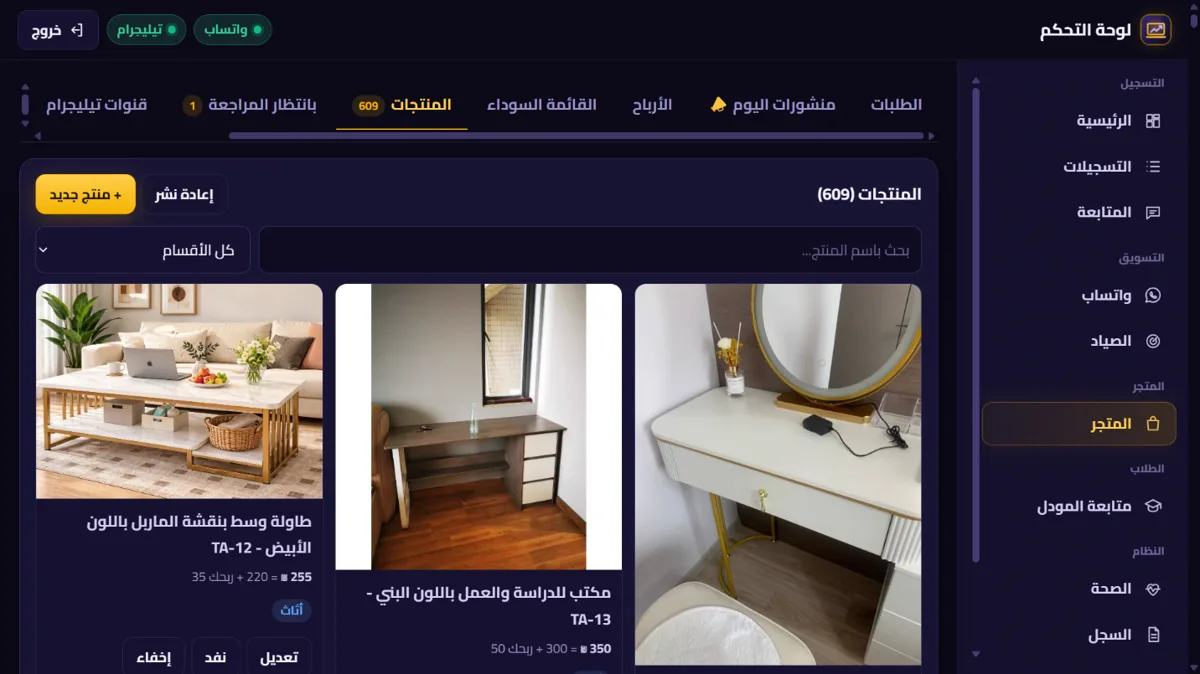 لوحة التحكم
واتساب
تيليجرام
خروج
التسجيل
الرئيسية
التسجيلات
المتابعة
التسويق
واتساب
الصياد
المتجر
المتجر
الطلاب
متابعة المودل
النظام
الصحة
السجل
الطلبات
منشورات اليوم
الأرباح
القائمة السوداء
المنتجات 609
بانتظار المراجعة 1
قنوات تيليجرام
المنتجات (609)
إعادة نشر
+ منتج جديد
بحث باسم المنتج...
كل الأقسام
مكتب للدراسة والعمل باللون البني -
TA-13
350 ₪ = 300 + ربحك 50
طاولة وسط بنقشة الماربل باللون
الأبيض - TA-12
255 ₪ = 220 + ربحك 35
أثاث
تعديل
نفد
إخفاء